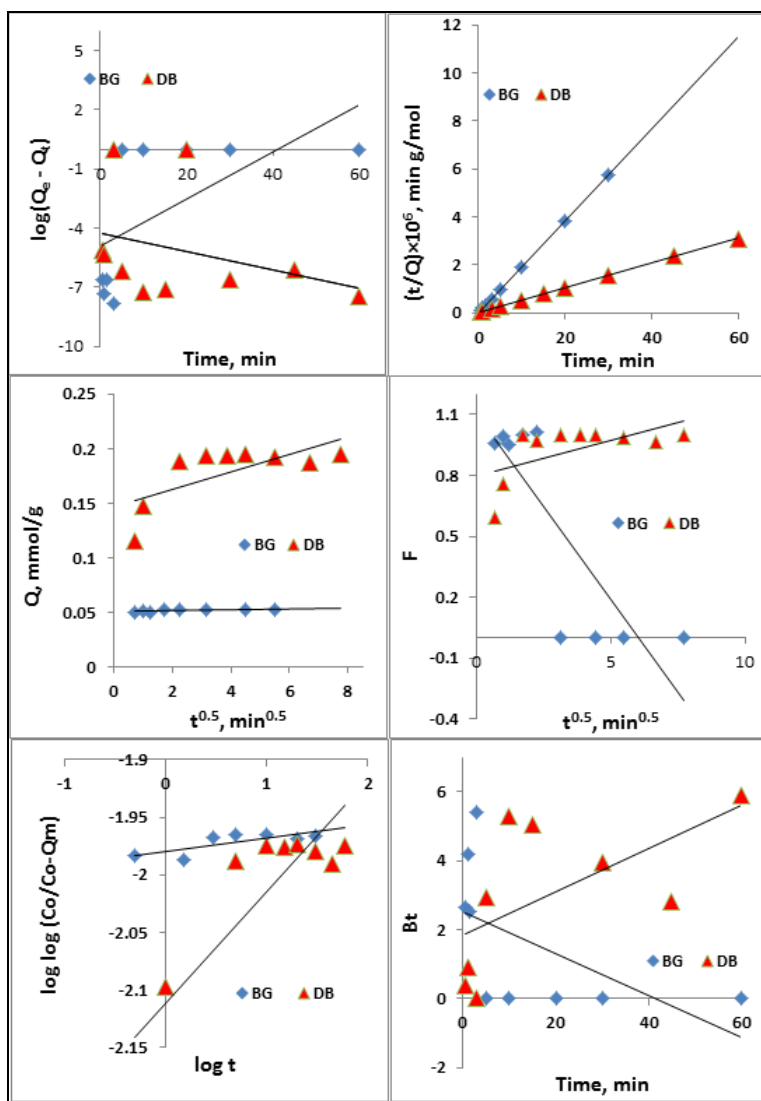 5
2
-1
-4
-7
-10
0
20
40
60
BG
DB
log(Qe - Qt)
Time, min
12
10
8
6
4
2
0
0
20
40
60
BG
DB
(t/Q)×10⁶, min g/mol
Time, min
0.25
0.2
0.15
0.1
0.05
0
0
2
4
6
8
BG
DB
Q, mmol/g
t⁰·⁵, min⁰·⁵
1.1
0.8
0.5
0.2
-0.1
-0.4
0
5
10
BG
DB
F
t⁰·⁵, min⁰·⁵
-1.9
-1
0
1
2
-1.95
-2
-2.05
-2.1
-2.15
BG
DB
log log (Co/Co-Qm)
log t
6
4
2
0
-2
0
20
40
60
BG
DB
Bt
Time, min